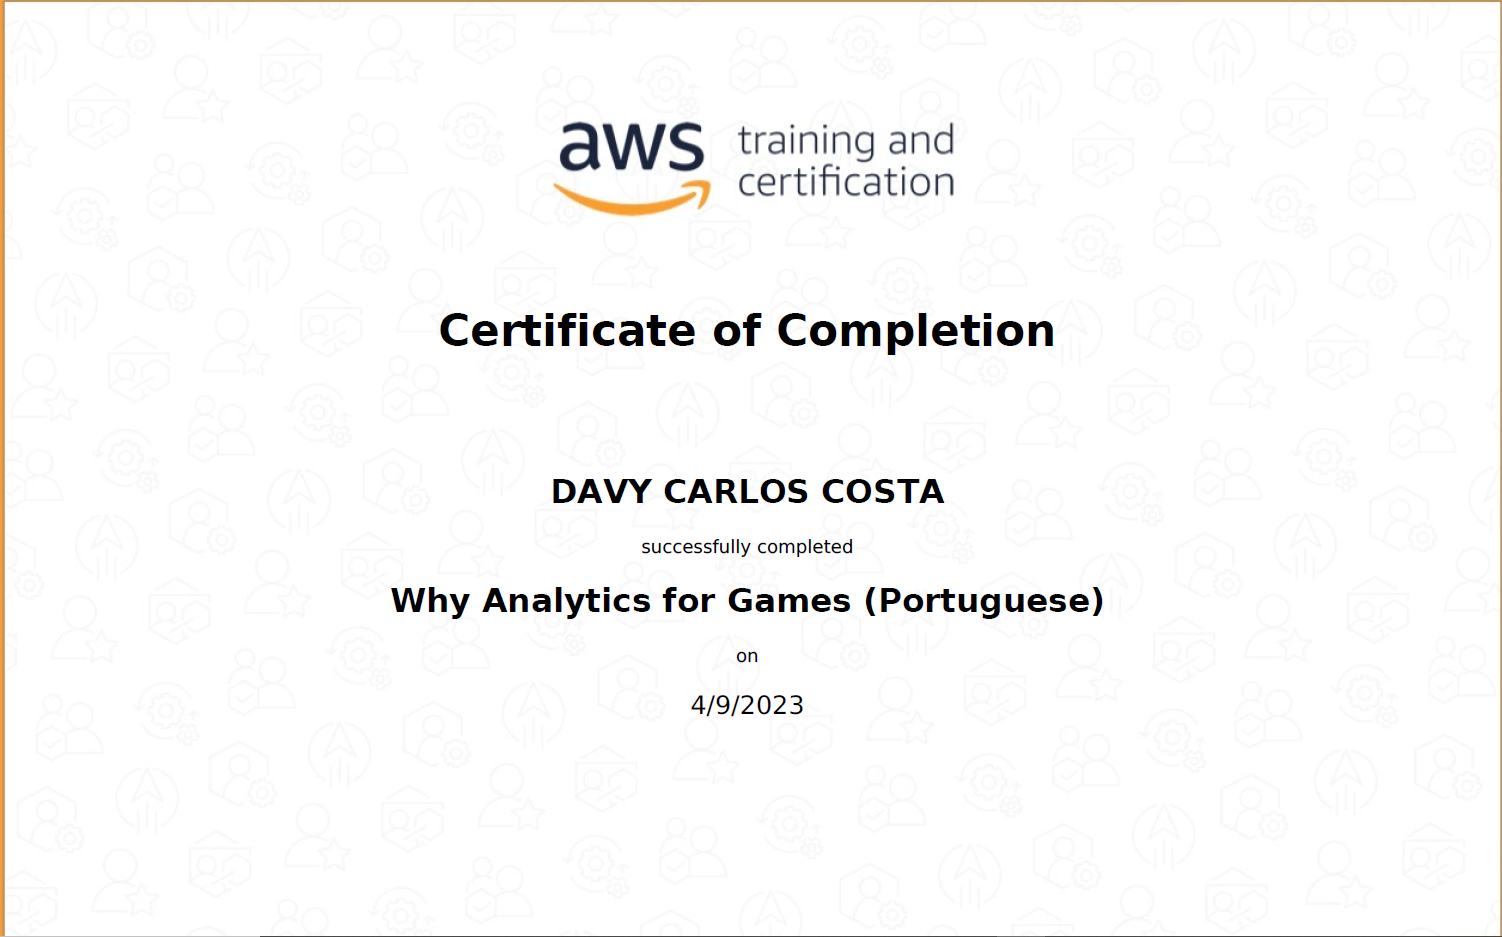 aws training and
certification
Certificate of Completion
DAVY CARLOS COSTA
successfully completed
Why Analytics for Games (Portuguese)
on
4/9/2023